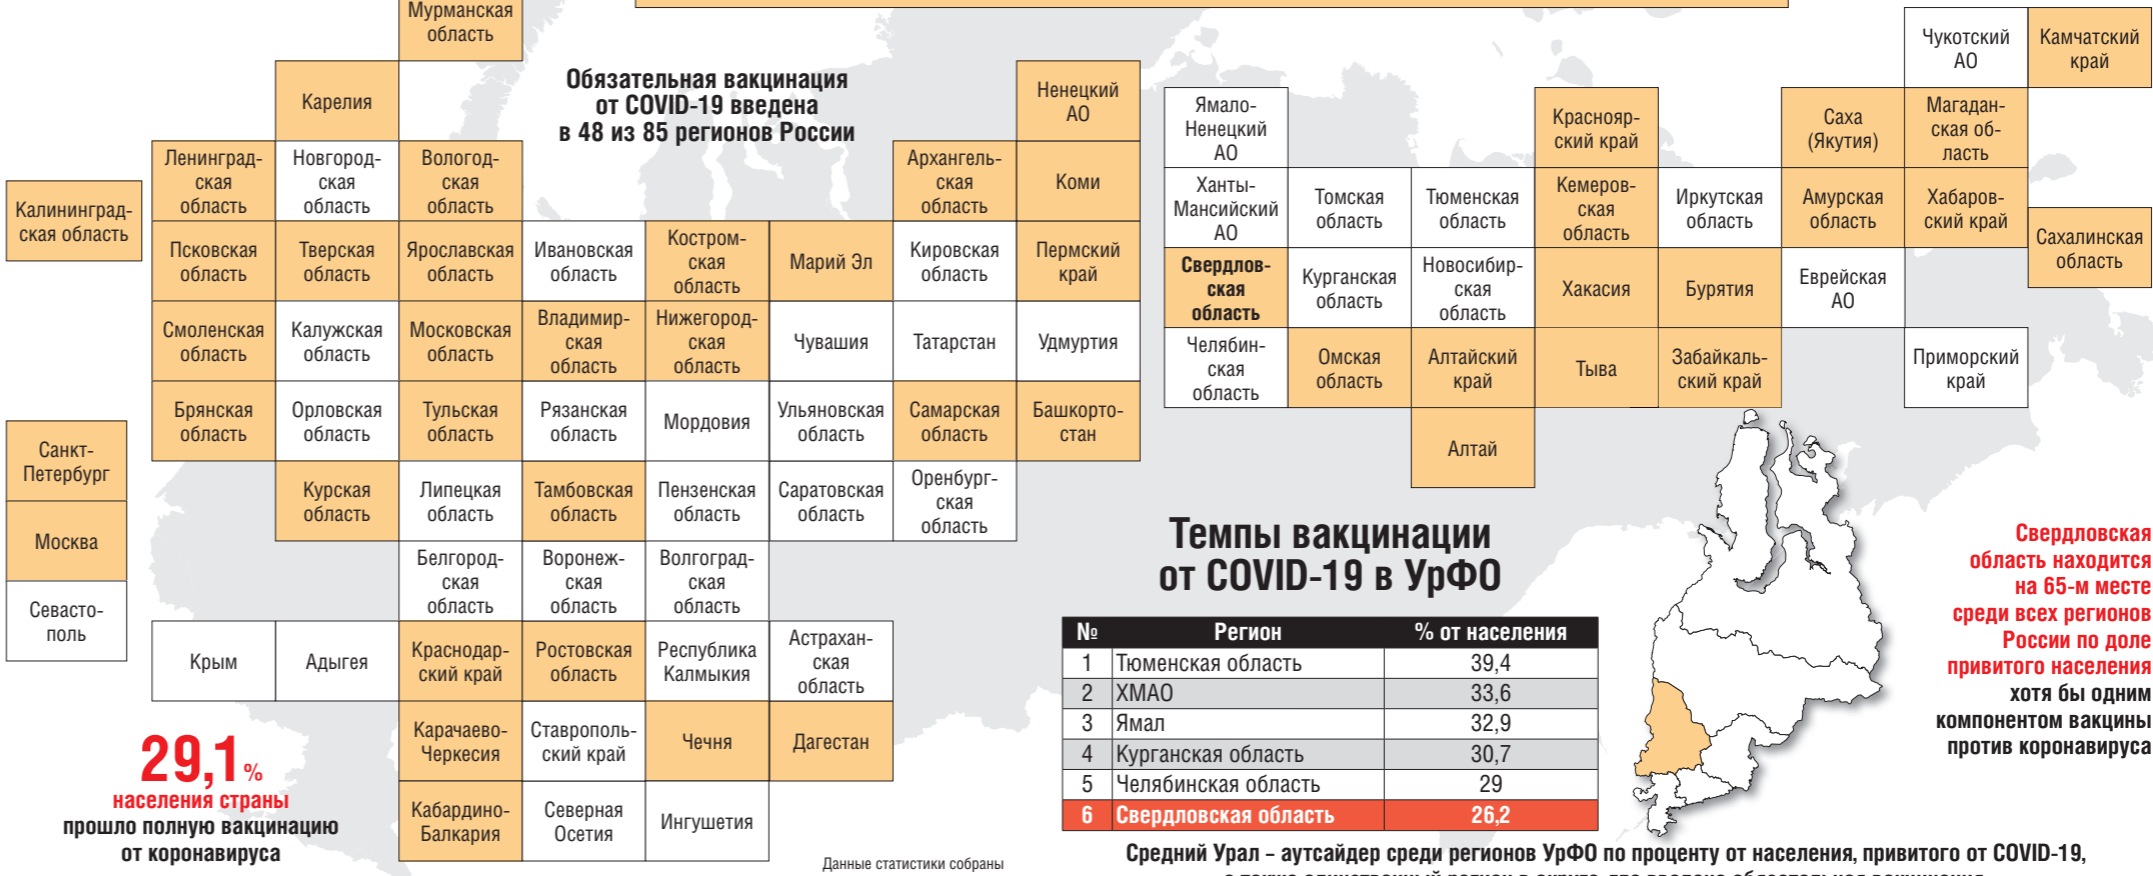 Мурманская
область
Обязательная вакцинация
от COVID-19 введена
в 48 из 85 регионов России
Карелия
Ненецкий
АО
Ленинград-
ская
область
Новгород-
ская
область
Вологод-
ская
область
Архангель-
ская
область
Коми
Калининград-
ская область
Псковская
область
Тверская
область
Ярославская
область
Ивановская
область
Костром-
ская
область
Марий Эл
Кировская
область
Пермский
край
Смоленская
область
Калужская
область
Московская
область
Владимир-
ская
область
Нижегород-
ская
область
Чувашия
Татарстан
Удмуртия
Брянская
область
Орловская
область
Тульская
область
Рязанская
область
Мордовия
Ульяновская
область
Самарская
область
Башкорто-
стан
Санкт-
Петербург
Москва
Севасто-
поль
Курская
область
Липецкая
область
Тамбовская
область
Пензенская
область
Саратовская
область
Оренбург-
ская
область
Белгород-
ская
область
Воронеж-
ская
область
Волгоград-
ская
область
Крым
Адыгея
Краснодар-
ский край
Ростовская
область
Республика
Калмыкия
Астрахан-
ская
область
Карачаево-
Черкесия
Ставрополь-
ский край
Чечня
Дагестан
Кабардино-
Балкария
Северная
Осетия
Ингушетия
29,1%
населения страны
прошло полную вакцинацию
от коронавируса
Данные статистики собраны
Чукотский
АО
Камчатский
край
Ямало-
Ненецкий
АО
Краснояр-
ский край
Саха
(Якутия)
Магадан-
ская об-
ласть
Ханты-
Мансийский
АО
Томская
область
Тюменская
область
Кемеров-
ская
область
Иркутская
область
Амурская
область
Хабаров-
ский край
Сахалинская
область
Свердлов-
ская
область
Курганская
область
Новосибир-
ская
область
Хакасия
Бурятия
Еврейская
АО
Челябин-
ская
область
Омская
область
Алтайский
край
Тыва
Забайкаль-
ский край
Приморский
край
Алтай
Темпы вакцинации
от COVID-19 в УрФО
№ Регион % от населения
1 Тюменская область 39,4
2 ХМАО 33,6
3 Ямал 32,9
4 Курганская область 30,7
5 Челябинская область 29
6 Свердловская область 26,2
Свердловская
область находится
на 65-м месте
среди всех регионов
России по доле
привитого населения
хотя бы одним
компонентом вакцины
против коронавируса
Средний Урал – аутсайдер среди регионов УрФО по проценту от населения, привитого от COVID-19,